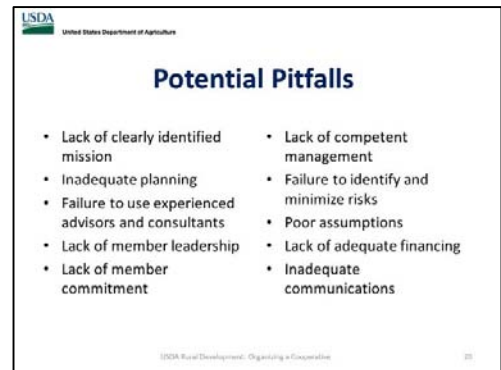 USDA
United States Department of Agriculture
Potential Pitfalls
• Lack of clearly identified
mission
• Inadequate planning
• Failure to use experienced
advisors and consultants
• Lack of member leadership
• Lack of member
commitment
• Lack of competent
management
• Failure to identify and
minimize risks
• Poor assumptions
• Lack of adequate financing
• Inadequate
communications
USDA Rural Development: Organizing a Cooperative